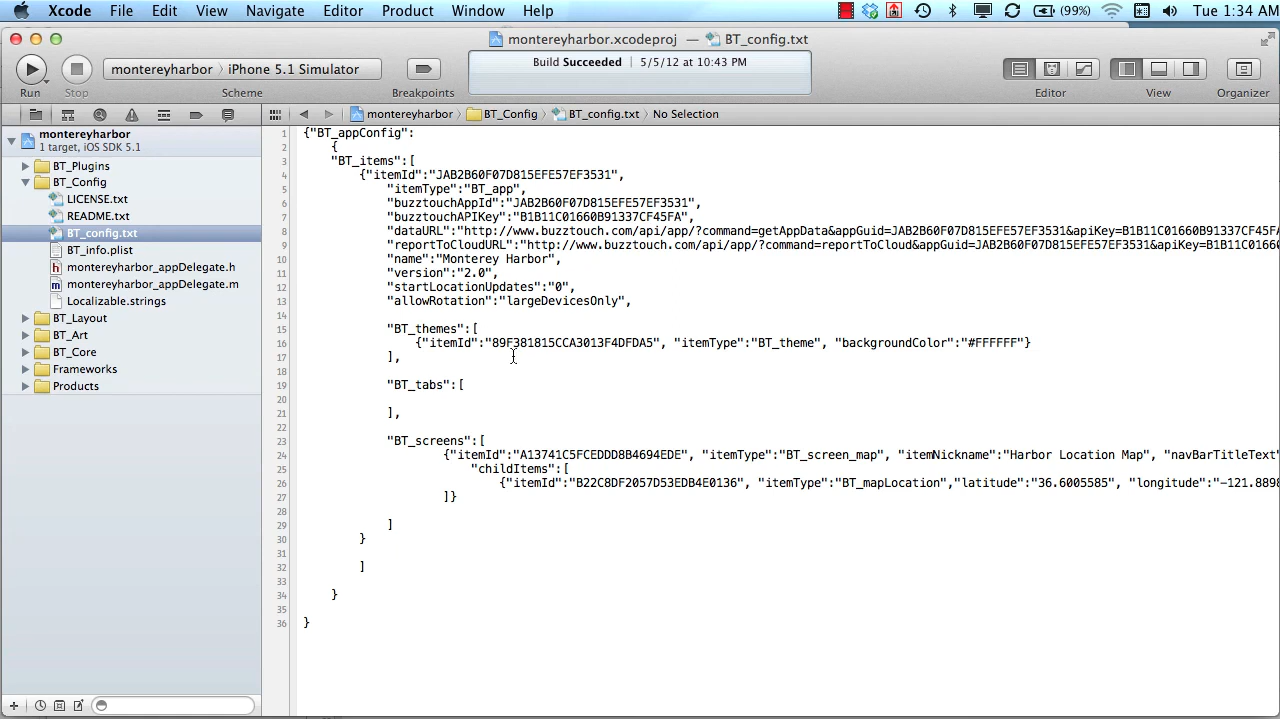 Xcode File Edit View Navigate Editor Product Window Help (99%) Tue 1:34 AM
montereyharbor.xcodeproj — BT_config.txt
montereyharbor › iPhone 5.1 Simulator
Build Succeeded | 5/5/12 at 10:43 PM
Run Stop Scheme Breakpoints Editor View Organizer
montereyharbor › BT_Config › BT_config.txt › No Selection
montereyharbor
1 target, iOS SDK 5.1
BT_Plugins
BT_Config
LICENSE.txt
README.txt
BT_config.txt
BT_info.plist
montereyharbor_appDelegate.h
montereyharbor_appDelegate.m
Localizable.strings
BT_Layout
BT_Art
BT_Core
Frameworks
Products
1 {"BT_appConfig":
2 {
3 "BT_items":[
4 {"itemId":"JAB2B60F07D815EFE57EF3531",
5 "itemType":"BT_app",
6 "buzztouchAppId":"JAB2B60F07D815EFE57EF3531",
7 "buzztouchAPIKey":"B1B11C01660B91337CF45FA",
8 "dataURL":"http://www.buzztouch.com/api/app/?command=getAppData&appGuid=JAB2B60F07D815EFE57EF3531&apiKey=B1B11C01660B91337CF45FA
9 "reportToCloudURL":"http://www.buzztouch.com/api/app/?command=reportToCloud&appGuid=JAB2B60F07D815EFE57EF3531&apiKey=B1B11C0166
10 "name":"Monterey Harbor",
11 "version":"2.0",
12 "startLocationUpdates":"0",
13 "allowRotation":"largeDevicesOnly",
14
15 "BT_themes":[
16 {"itemId":"89F381815CCA3013F4DFDA5", "itemType":"BT_theme", "backgroundColor":"#FFFFFF"}
17 ],
18
19 "BT_tabs":[
20
21 ],
22
23 "BT_screens":[
24 {"itemId":"A13741C5FCEDDD8B4694EDE", "itemType":"BT_screen_map", "itemNickname":"Harbor Location Map", "navBarTitleText"
25 "childItems":[
26 {"itemId":"B22C8DF2057D53EDB4E0136", "itemType":"BT_mapLocation","latitude":"36.6005585", "longitude":"-121.8898
27 ]}
28
29 ]
30 }
31
32 ]
33
34 }
35
36 }